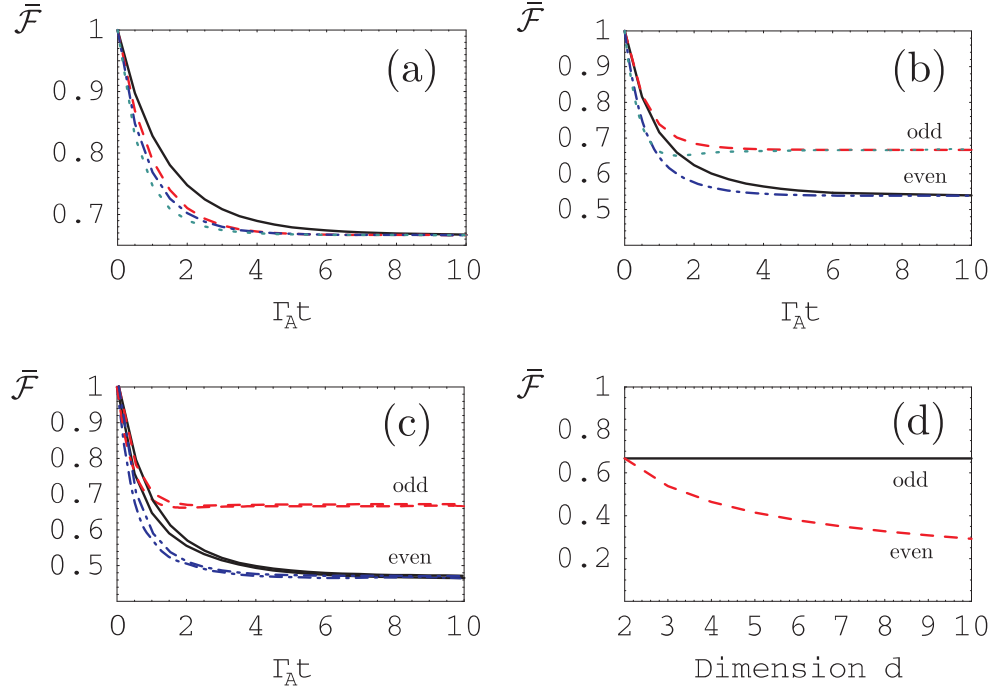 F̄
1
0.9
0.8
0.7
0 2 4 6 8 10
Γ_A t
(a)
F̄
1
0.9
0.8
0.7
0.6
0.5
0 2 4 6 8 10
Γ_A t
(b)
odd
even
F̄
1
0.9
0.8
0.7
0.6
0.5
0 2 4 6 8 10
Γ_A t
(c)
odd
even
F̄
1
0.8
0.6
0.4
0.2
2 3 4 5 6 7 8 9 10
Dimension d
(d)
odd
even